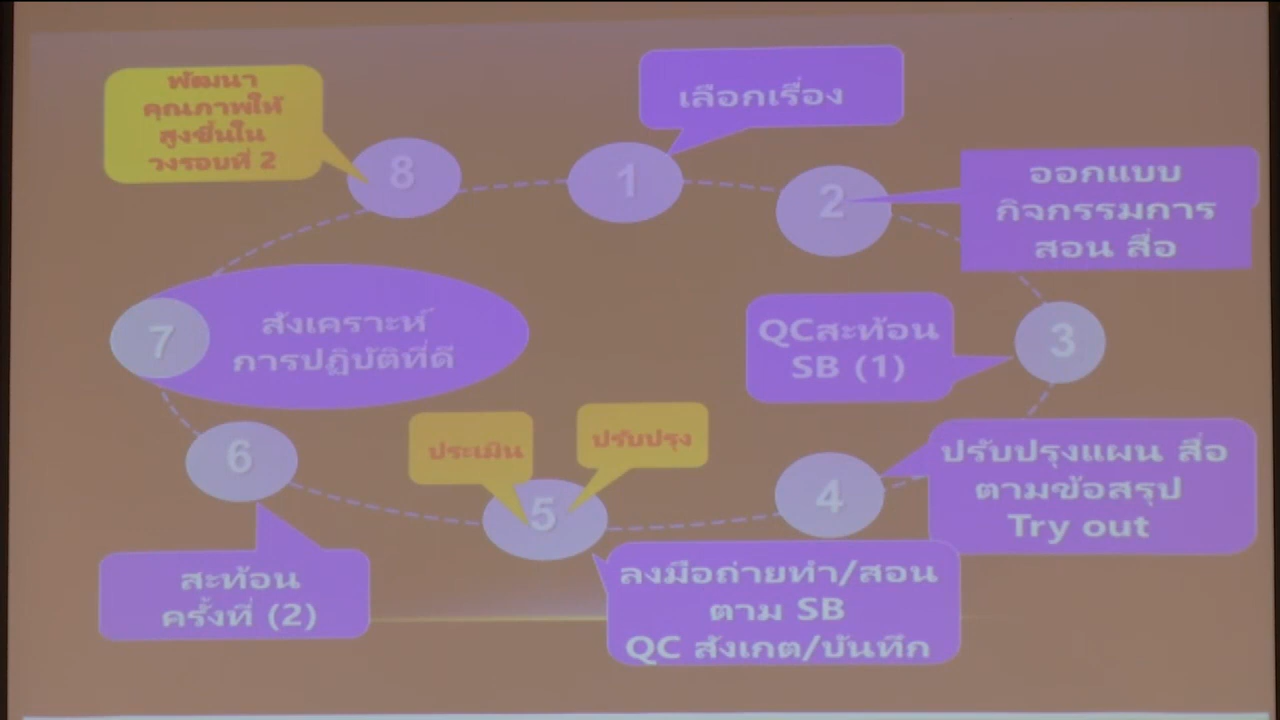 1
เลือกเรื่อง
2
ออกแบบ
กิจกรรมการ
สอน สื่อ
3
QCสะท้อน
SB (1)
4
ปรับปรุงแผน สื่อ
ตามข้อสรุป
Try out
5
ประเมิน
ปรับปรุง
ลงมือถ่ายทำ/สอน
ตาม SB
QC สังเกต/บันทึก
6
สะท้อน
ครั้งที่ (2)
7
สังเคราะห์
การปฏิบัติที่ดี
8
พัฒนา
คุณภาพให้
สูงขึ้นใน
วงรอบที่ 2